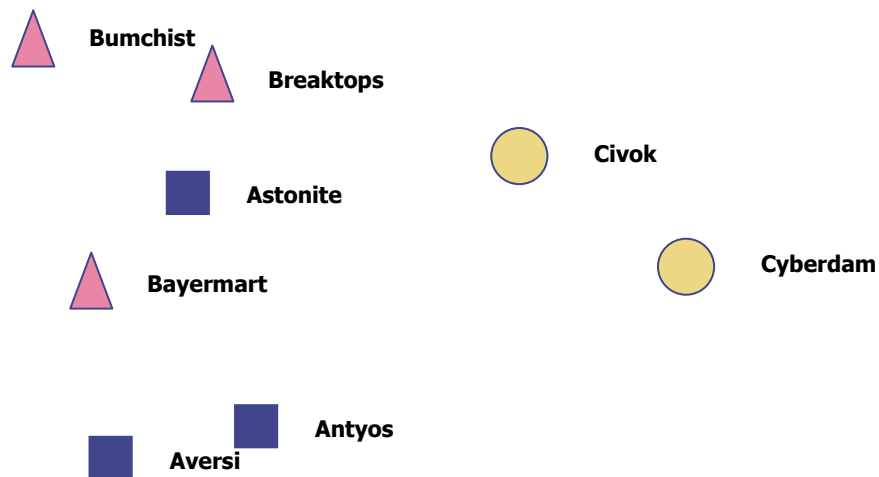 Bumchist
Breaktops
Civok
Astonite
Cyberdam
Bayermart
Antyos
Aversi